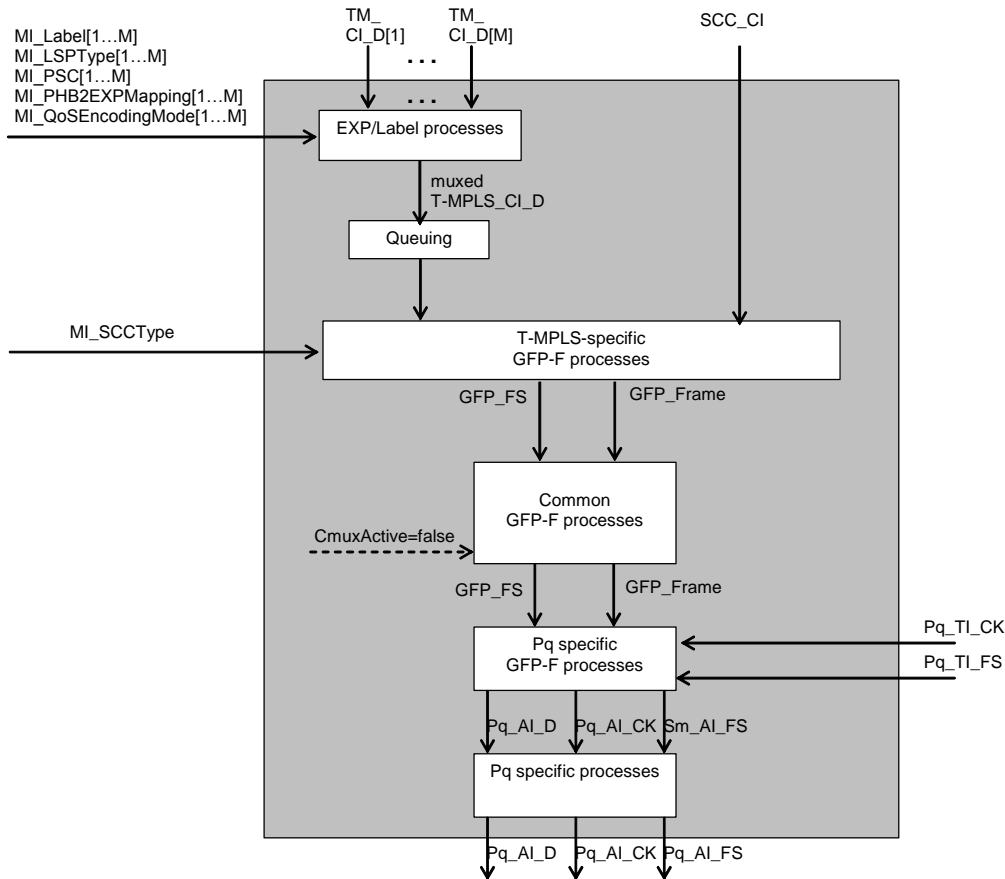 MI_Label[1…M]
MI_LSPType[1…M]
MI_PSC[1…M]
MI_PHB2EXPMapping[1…M]
MI_QoSEncodingMode[1…M]
TM_
CI_D[1]
...
TM_
CI_D[M]
SCC_CI
...
EXP/Label processes
muxed
T-MPLS_CI_D
Queuing
MI_SCCType
T-MPLS-specific
GFP-F processes
GFP_FS
GFP_Frame
Common
GFP-F processes
CmuxActive=false
GFP_FS
GFP_Frame
Pq specific
GFP-F processes
Pq_TI_CK
Pq_TI_FS
Pq_AI_D
Pq_AI_CK
Sm_AI_FS
Pq specific processes
Pq_AI_D
Pq_AI_CK
Pq_AI_FS